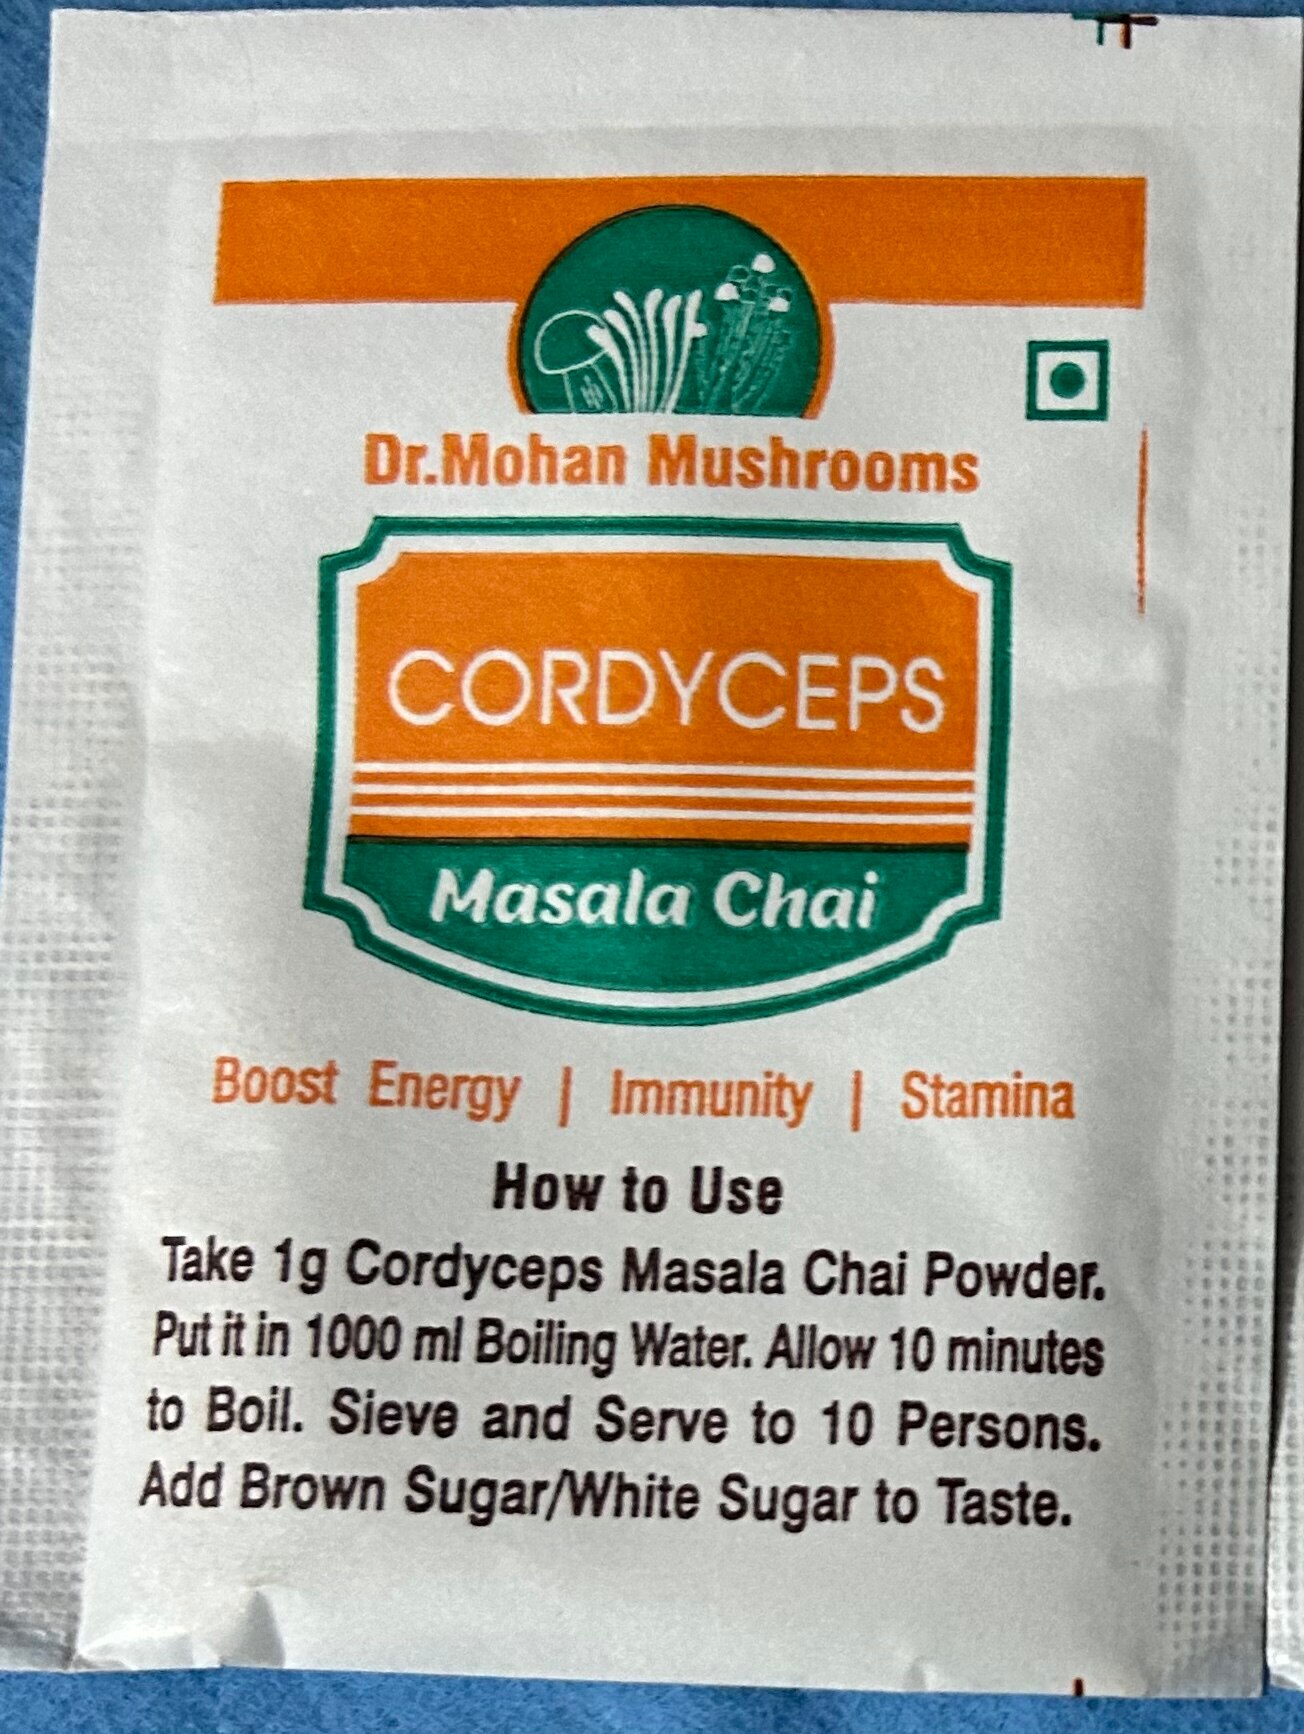 Dr.Mohan Mushrooms
CORDYCEPS
Masala Chai
Boost Energy | Immunity | Stamina
How to Use
Take 1g Cordyceps Masala Chai Powder.
Put it in 1000 ml Boiling Water. Allow 10 minutes
to Boil. Sieve and Serve to 10 Persons.
Add Brown Sugar/White Sugar to Taste.